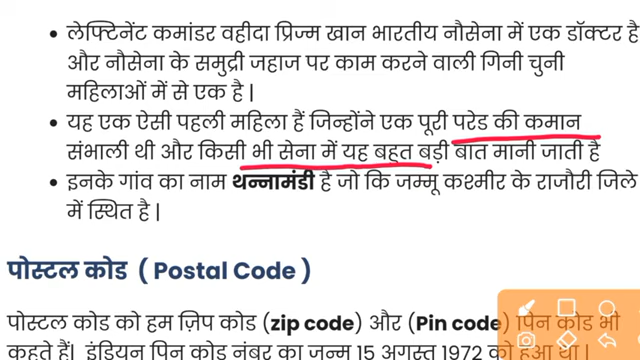 लेफ्टिनेंट कमांडर वहीदा प्रिज्म खान भारतीय नौसेना में एक डॉक्टर है
और नौसेना के समुद्री जहाज पर काम करने वाली गिनी चुनी
महिलाओं में से एक है |
यह एक ऐसी पहली महिला हैं जिन्होंने एक पूरी परेड की कमान
संभाली थी और किसी भी सेना में यह बहुत बड़ी बात मानी जाती है
इनके गांव का नाम थन्नामंडी है जो कि जम्मू कश्मीर के राजौरी जिले
में स्थित है |
पोस्टल कोड ( Postal Code )
पोस्टल कोड को हम ज़िप कोड (zip code) और (Pin code) पिन कोड भी
कहते हैं। इंडियन पिन कोड नंबर का जन्म 15 अगस्त 1972 को हुआ था |